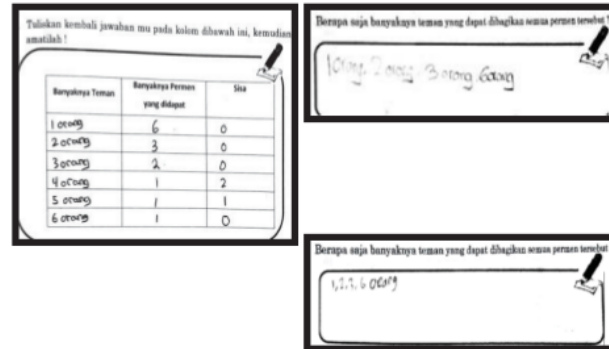 Tuliskan kembali jawaban mu pada kolom dibawah ini, kemudian
amatilah !
Banyaknya Teman Banyaknya Permen yang didapat Sisa
1 orang 6 0
2 orang 3 0
3 orang 2 0
4 orang 1 2
5 orang 1 1
6 orang 1 0
Berapa saja banyaknya teman yang dapat dibagikan semua permen tersebut
1 orang, 2 orang, 3 orang, 6 orang
Berapa saja banyaknya teman yang dapat dibagikan semua permen tersebut
1, 2, 3, 6 orang